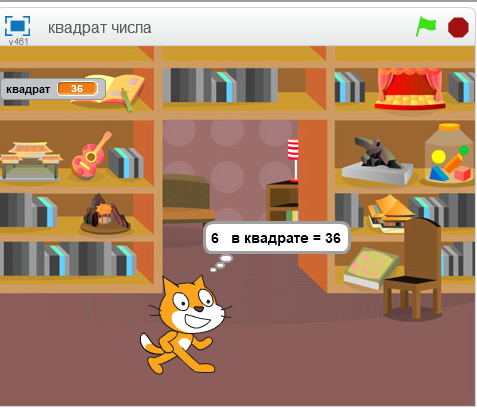 квадрат числа
v461
квадрат 36
6 в квадрате = 36